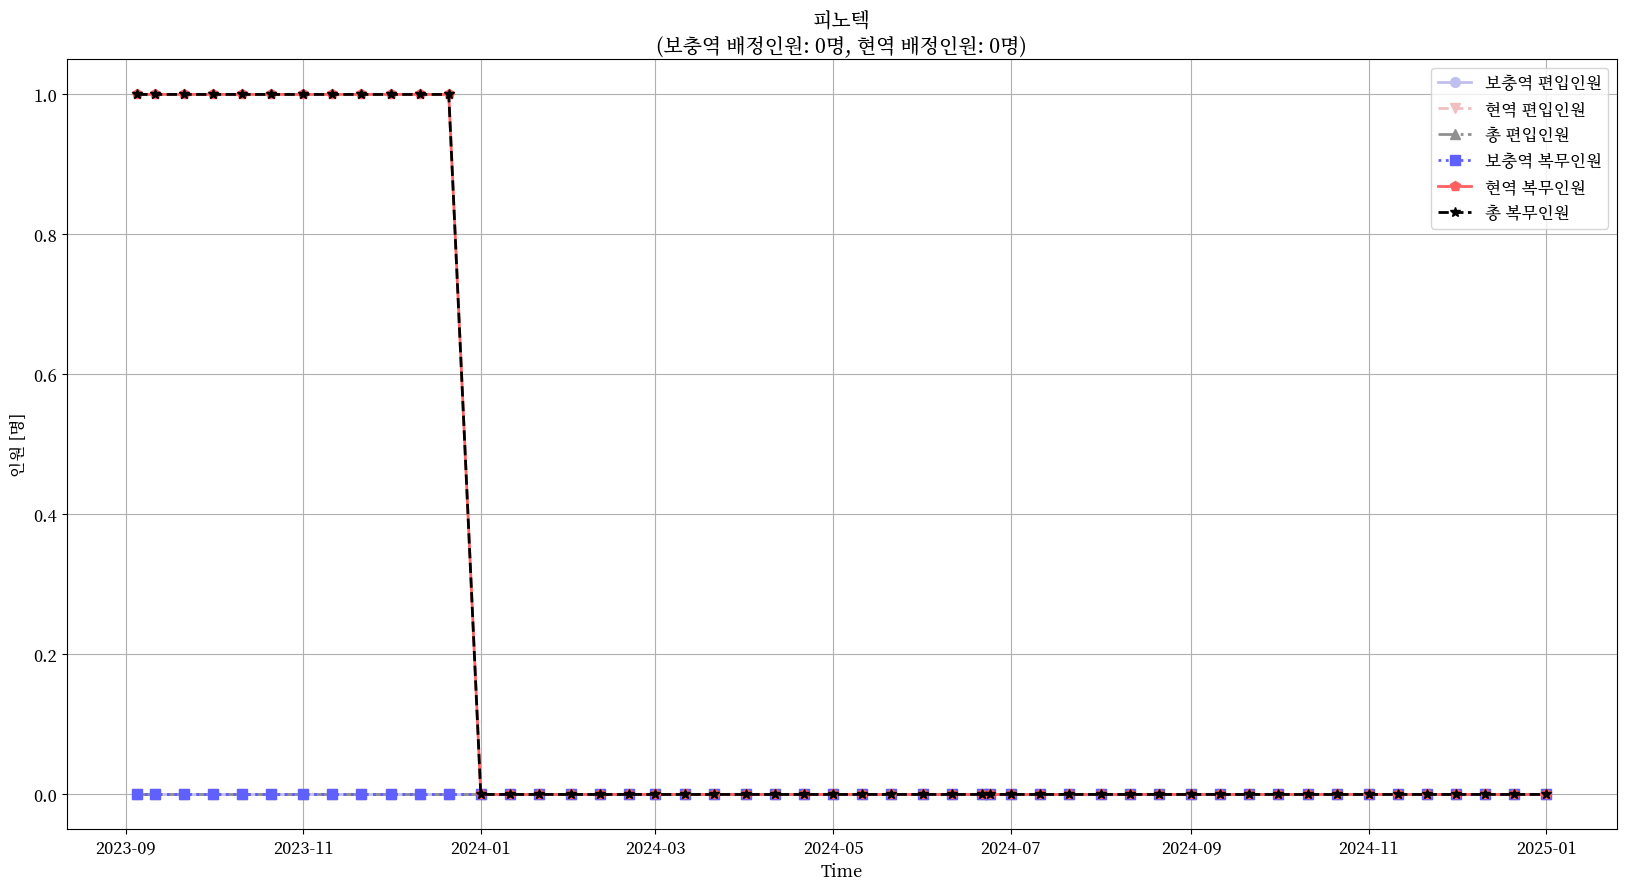 피노텍
(보충역 배정인원: 0명, 현역 배정인원: 0명)
보충역 편입인원
현역 편입인원
총 편입인원
보충역 복무인원
현역 복무인원
총 복무인원
인원 [명]
1.0
0.8
0.6
0.4
0.2
0.0
2023-09
2023-11
2024-01
2024-03
2024-05
2024-07
2024-09
2024-11
2025-01
Time